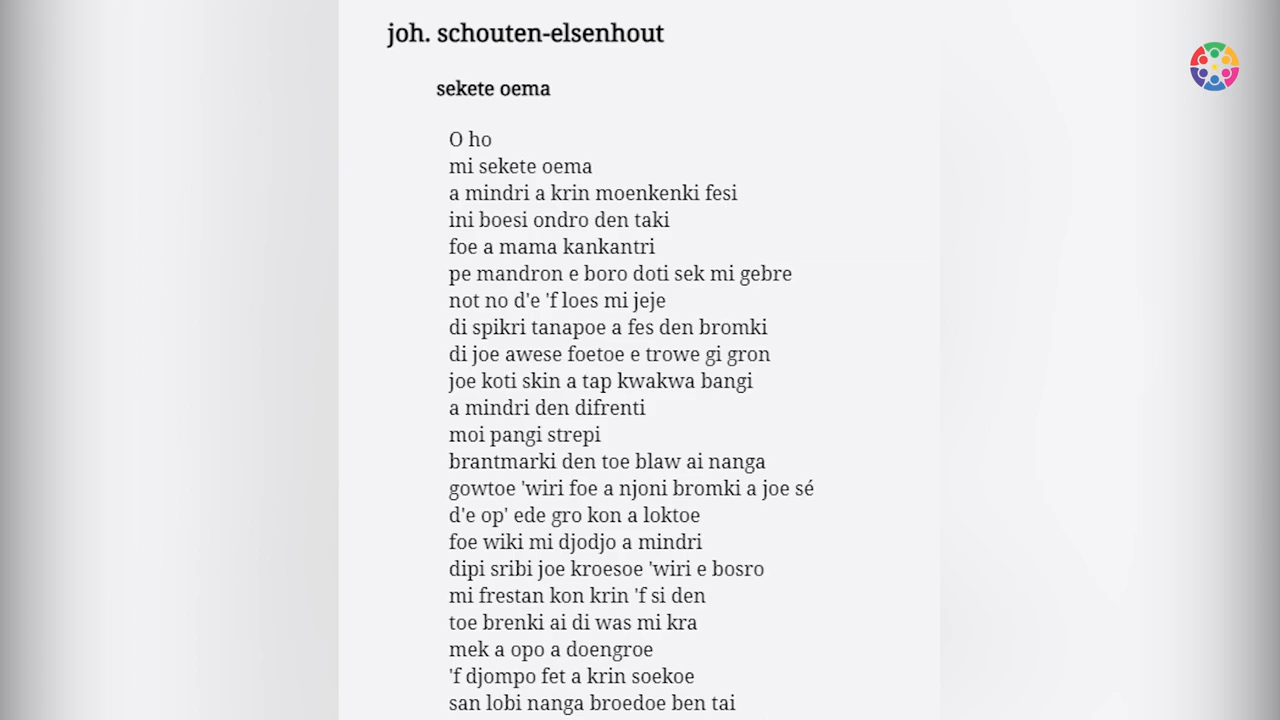 joh. schouten-elsenhout
sekete oema
O ho
mi sekete oema
a mindri a krin moenkenki fesi
ini boesi ondro den taki
foe a mama kankantri
pe mandron e boro doti sek mi gebre
not no d'e 'f loes mi jeje
di spikri tanapoe a fes den bromki
di joe awese foetoe e trowe gi gron
joe koti skin a tap kwakwa bangi
a mindri den difrenti
moi pangi strepi
brantmarki den toe blaw ai nanga
gowtoe 'wiri foe a njoni bromki a joe sé
d'e op' ede gro kon a loktoe
foe wiki mi djodjo a mindri
dipi sribi joe kroesoe 'wiri e bosro
mi frestan kon krin 'f si den
toe brenki ai di was mi kra
mek a opo a doengroe
'f djompo fet a krin soekoe
san lobi nanga broedoe ben tai